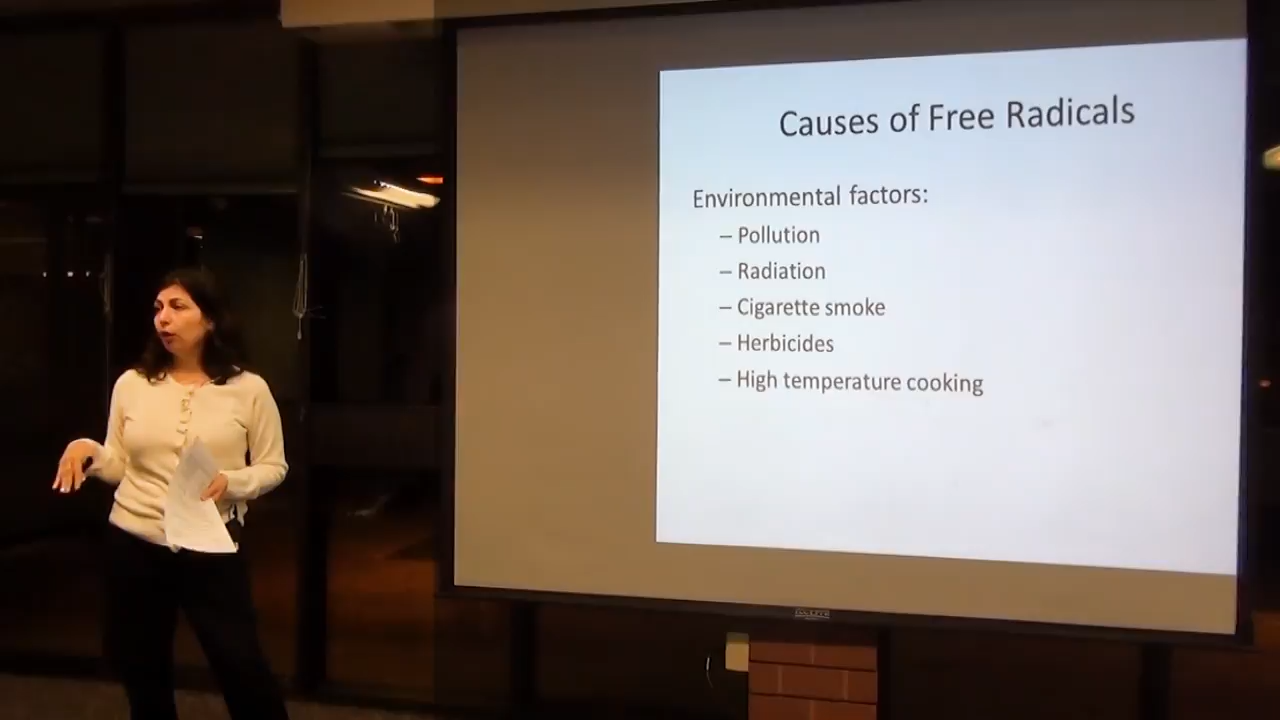 Causes of Free Radicals
Environmental factors:
– Pollution
– Radiation
– Cigarette smoke
– Herbicides
– High temperature cooking